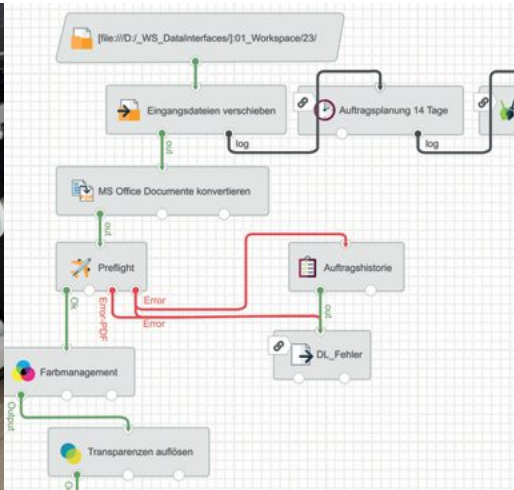 [file:///D:/_WS_DataInterfaces/]:01_Workspace/23/
Eingangsdateien verschieben
Auftragsplanung 14 Tage
out
log
log
MS Office Documente konvertieren
out
Preflight
Auftragshistorie
Ok
Error-PDF
Error
Error
out
DL_Fehler
Farbmanagement
Output
Transparenzen auflösen